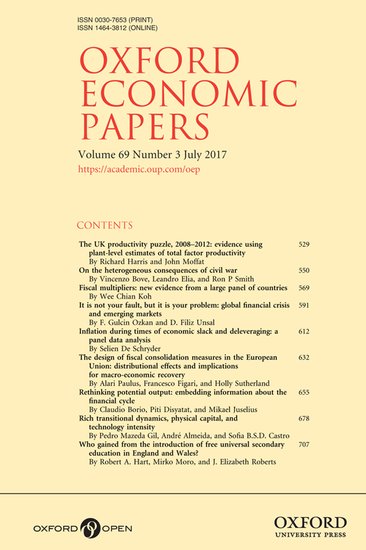 ISSN 0030-7653 (PRINT)
ISSN 1464-3812 (ONLINE)
OXFORD
ECONOMIC
PAPERS
Volume 69 Number 3 July 2017
https://academic.oup.com/oep
CONTENTS
The UK productivity puzzle, 2008–2012: evidence using 529
plant-level estimates of total factor productivity
By Richard Harris and John Moffat
On the heterogeneous consequences of civil war 550
By Vincenzo Bove, Leandro Elia, and Ron P Smith
Fiscal multipliers: new evidence from a large panel of countries 569
By Wee Chian Koh
It is not your fault, but it is your problem: global financial crisis 591
and emerging markets
By F. Gulcin Ozkan and D. Filiz Unsal
Inflation during times of economic slack and deleveraging: a 612
panel data analysis
By Selien De Schryder
The design of fiscal consolidation measures in the European 632
Union: distributional effects and implications
for macro-economic recovery
By Alari Paulus, Francesco Figari, and Holly Sutherland
Rethinking potential output: embedding information about the 655
financial cycle
By Claudio Borio, Piti Disyatat, and Mikael Juselius
Rich transitional dynamics, physical capital, and 678
technology intensity
By Pedro Mazeda Gil, André Almeida, and Sofia B.S.D. Castro
Who gained from the introduction of free universal secondary 707
education in England and Wales?
By Robert A. Hart, Mirko Moro, and J. Elizabeth Roberts
OXFORD OPEN
OXFORD
UNIVERSITY PRESS